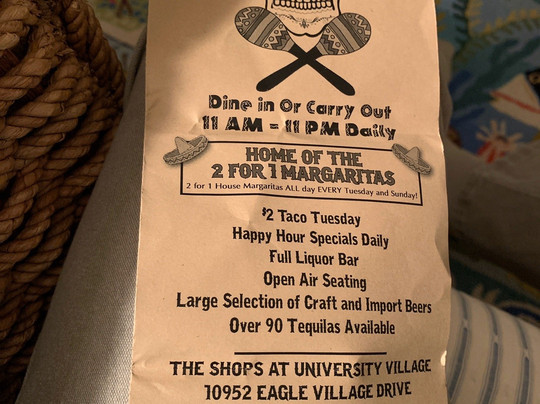 Dine in Or Carry Out
11 AM - 11 PM Daily
HOME OF THE
2 FOR 1 MARGARITAS
2 for 1 House Margaritas ALL day EVERY Tuesday and Sunday!
$2 Taco Tuesday
Happy Hour Specials Daily
Full Liquor Bar
Open Air Seating
Large Selection of Craft and Import Beers
Over 90 Tequilas Available
THE SHOPS AT UNIVERSITY VILLAGE
10952 EAGLE VILLAGE DRIVE